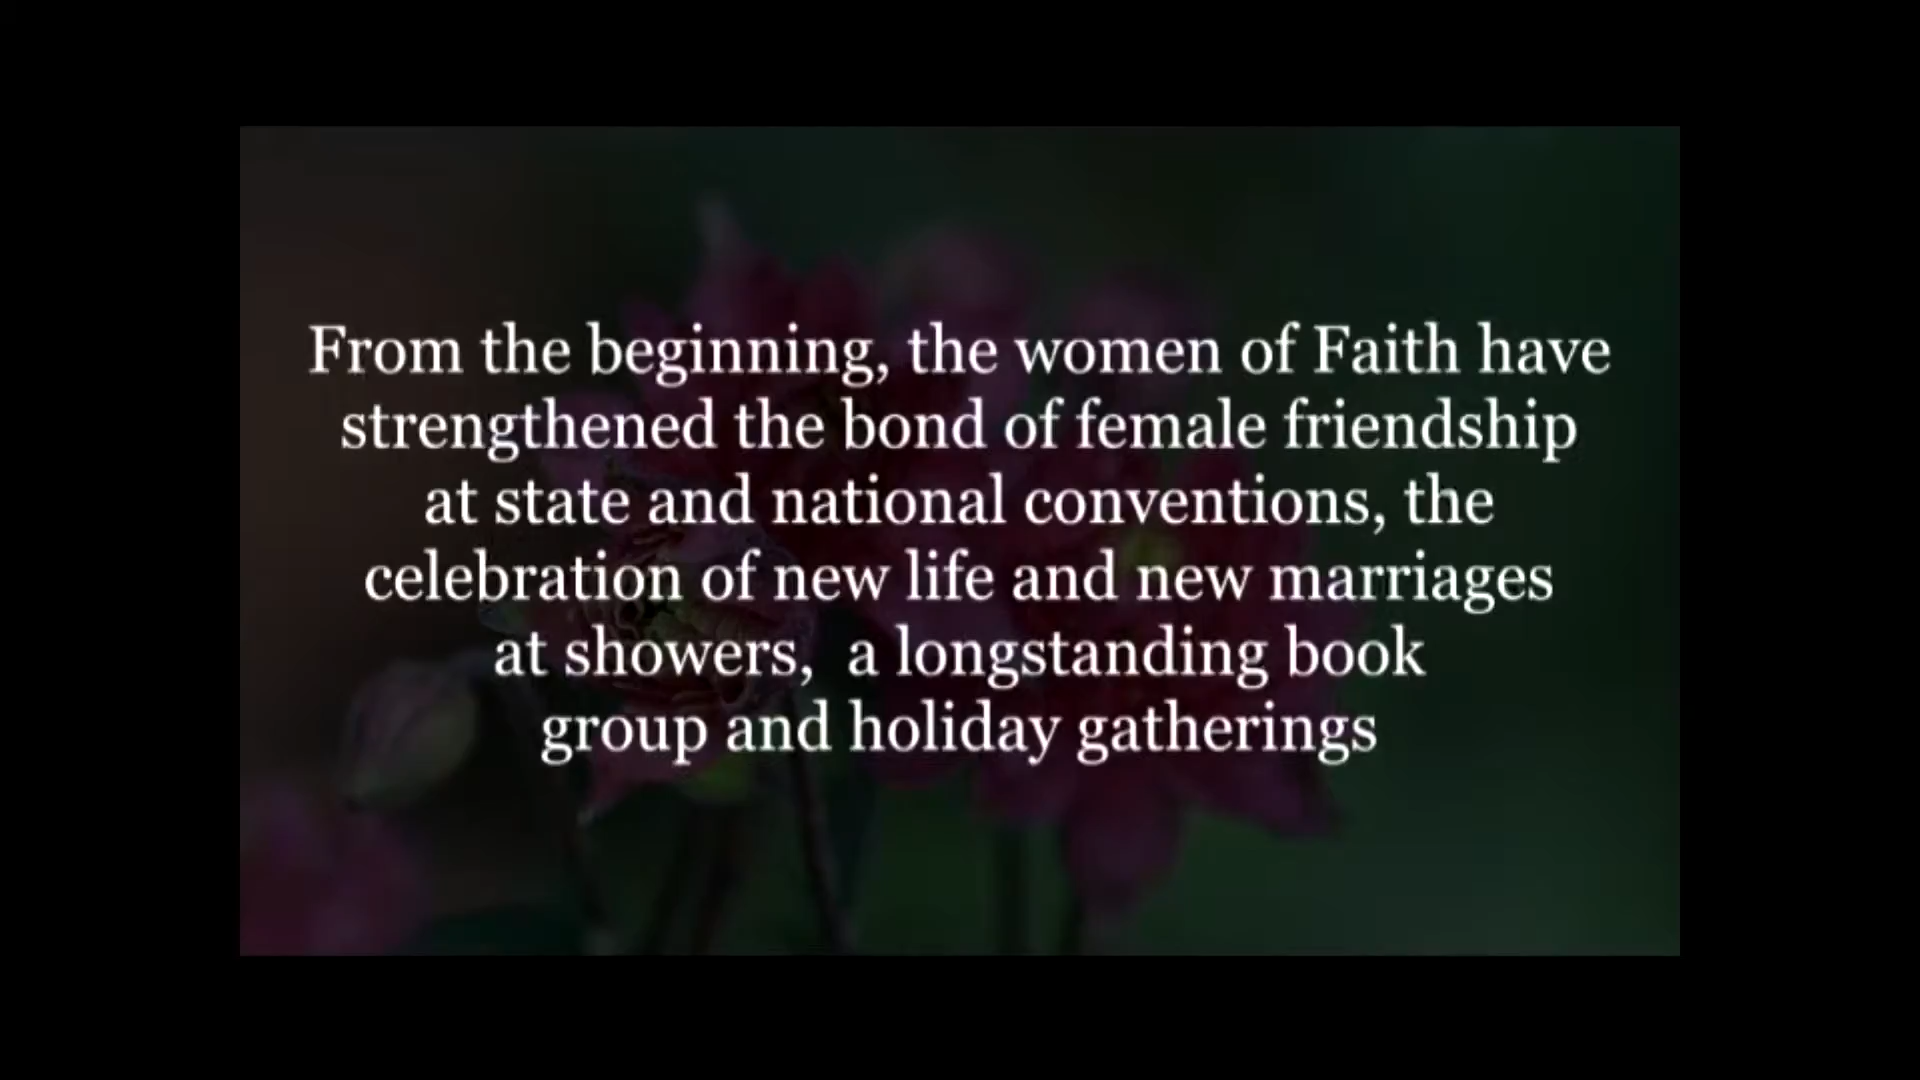 From the beginning, the women of Faith have
strengthened the bond of female friendship
at state and national conventions, the
celebration of new life and new marriages
at showers,  a longstanding book
group and holiday gatherings